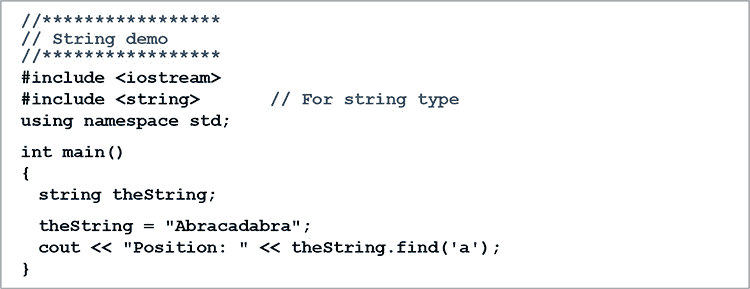 //*****************
// String demo
//*****************
#include <iostream>
#include <string>        // For string type
using namespace std;
int main()
{
  string theString;
  theString = "Abracadabra";
  cout << "Position: " << theString.find('a');
}